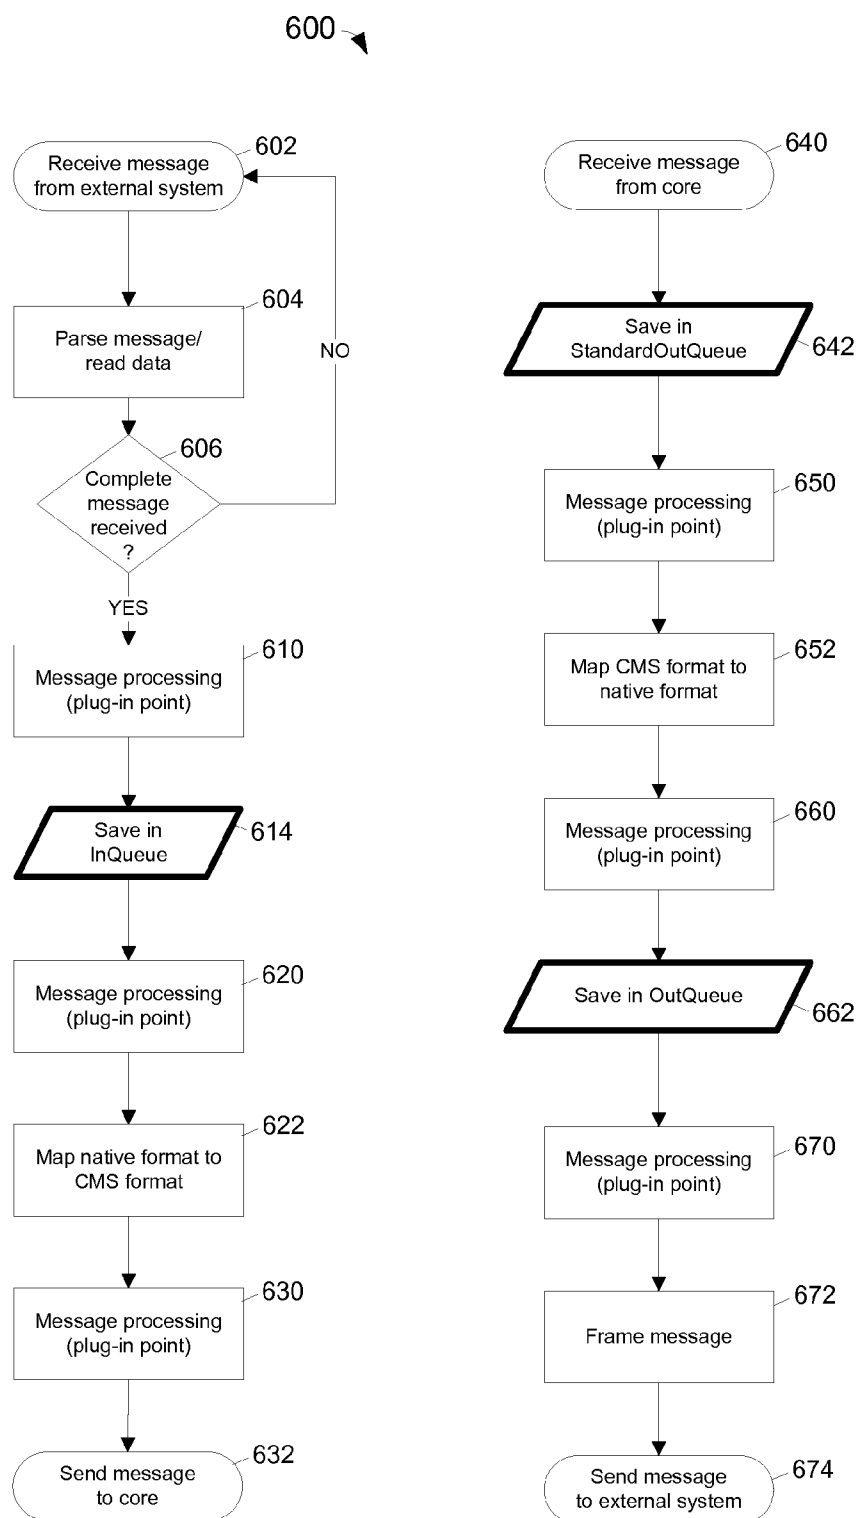 600
Receive message
from external system
602
Parse message/
read data
604
NO
Complete
message
received
?
606
YES
Message processing
(plug-in point)
610
Save in
InQueue
614
Message processing
(plug-in point)
620
Map native format to
CMS format
622
Message processing
(plug-in point)
630
Send message
to core
632
Receive message
from core
640
Save in
StandardOutQueue
642
Message processing
(plug-in point)
650
Map CMS format to
native format
652
Message processing
(plug-in point)
660
Save in OutQueue
662
Message processing
(plug-in point)
670
Frame message
672
Send message
to external system
674